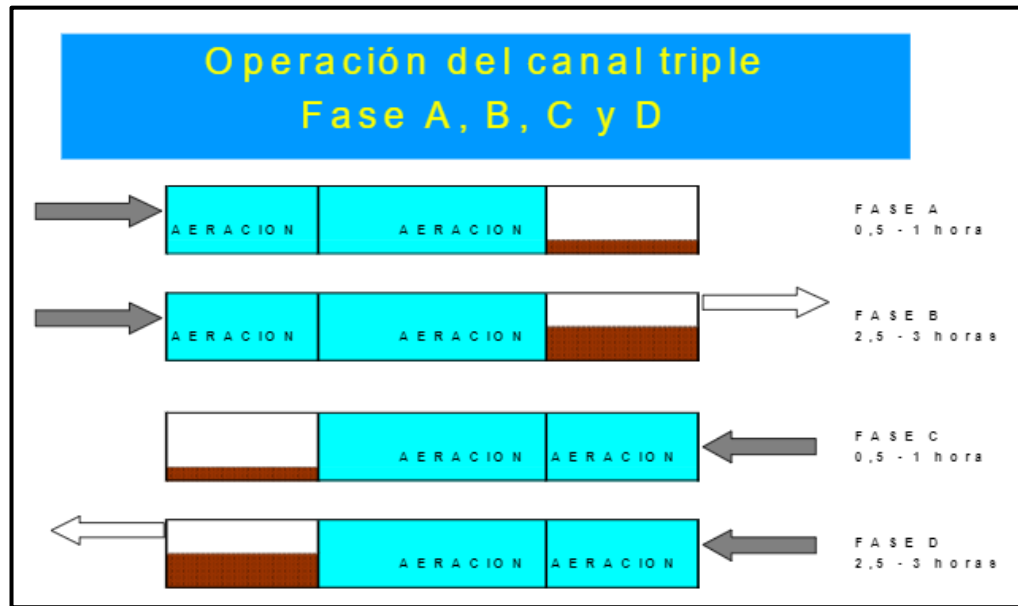 Operación del canal triple
Fase A, B, C y D
AERACION AERACION
FASE A
0,5 - 1 hora
AERACION AERACION
FASE B
2,5 - 3 horas
AERACION AERACION
FASE C
0,5 - 1 hora
AERACION AERACION
FASE D
2,5 - 3 horas